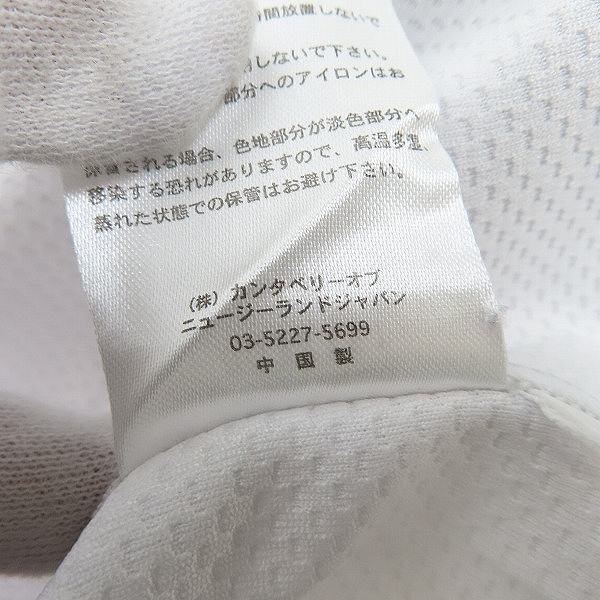 間放置しないで
しないで下さい。
部分へのアイロンはお
保管される場合、色地部分が淡色部分へ
移染する恐れがありますので、高温多湿、
蒸れた状態での保管はお避け下さい。
(株) カンタベリーオブ
ニュージーランドジャパン
03-5227-5699
中国製